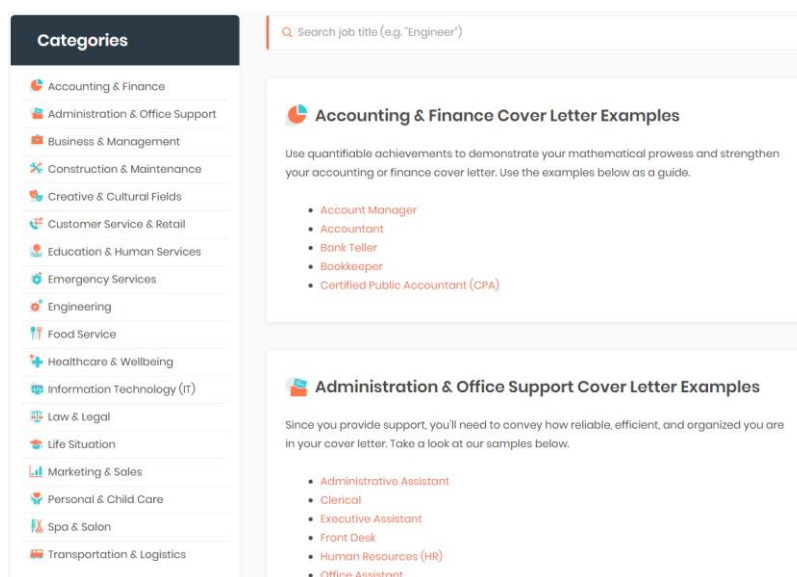 Categories
Accounting & Finance
Administration & Office Support
Business & Management
Construction & Maintenance
Creative & Cultural Fields
Customer Service & Retail
Education & Human Services
Emergency Services
Engineering
Food Service
Healthcare & Wellbeing
Information Technology (IT)
Law & Legal
Life Situation
Marketing & Sales
Personal & Child Care
Spa & Salon
Transportation & Logistics
Search job title (e.g. "Engineer")
Accounting & Finance Cover Letter Examples
Use quantifiable achievements to demonstrate your mathematical prowess and strengthen
your accounting or finance cover letter. Use the examples below as a guide.
Account Manager
Accountant
Bank Teller
Bookkeeper
Certified Public Accountant (CPA)
Administration & Office Support Cover Letter Examples
Since you provide support, you'll need to convey how reliable, efficient, and organized you are
in your cover letter. Take a look at our samples below.
Administrative Assistant
Clerical
Executive Assistant
Front Desk
Human Resources (HR)
Office Assistant